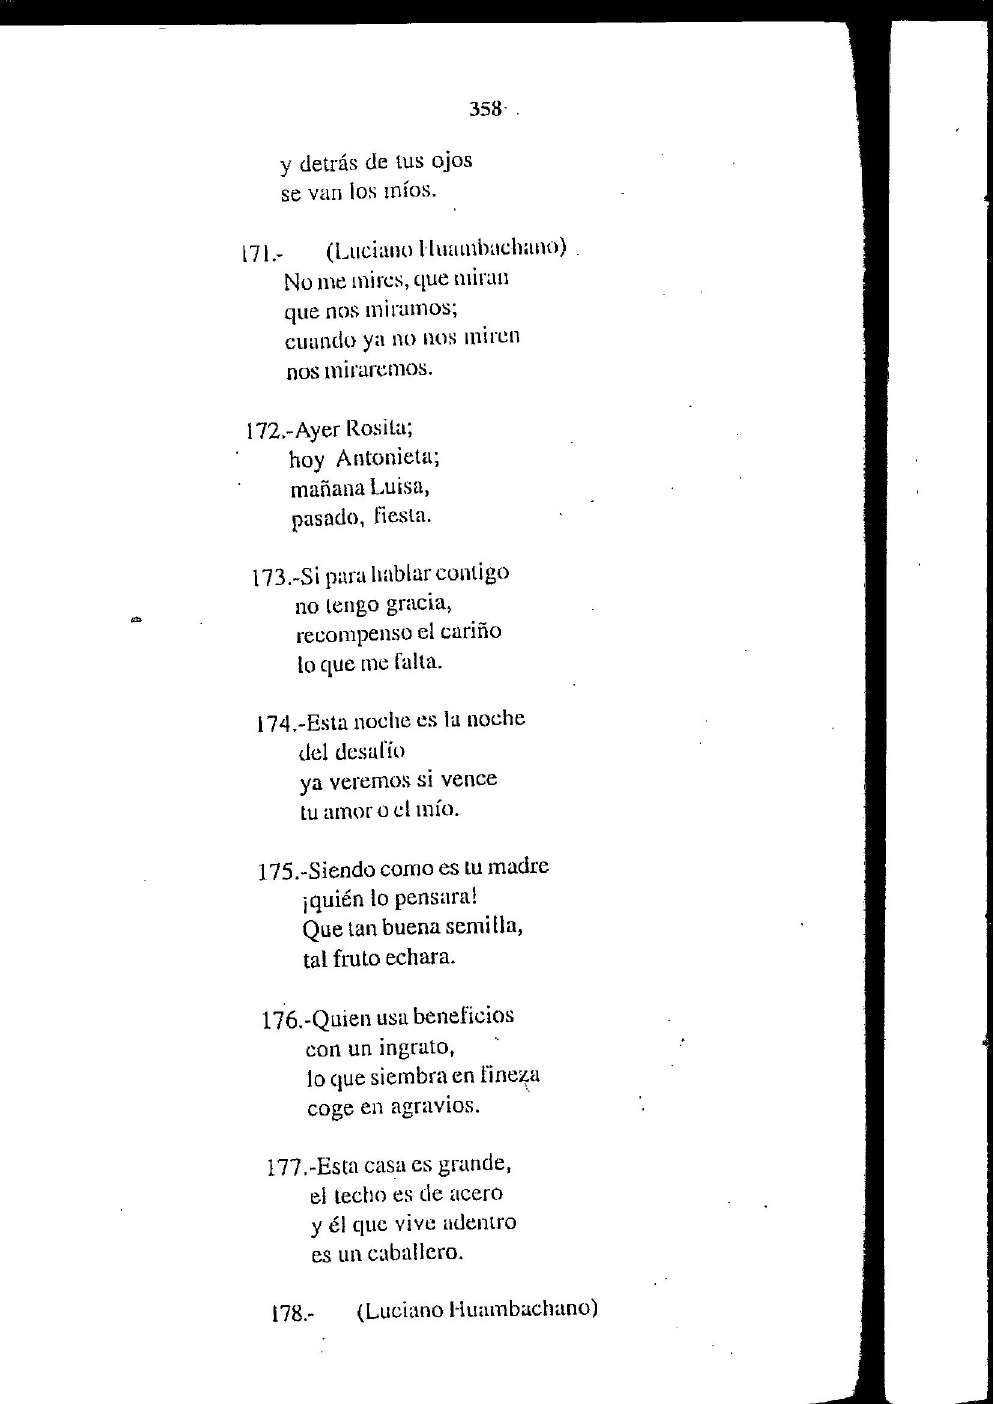 358
y detrás de tus ojos
se van los míos.
171.- (Luciano Huambachano)
No me mires, que miran
que nos miramos;
cuando ya no nos miren
nos miraremos.
172.-Ayer Rosita;
hoy Antonieta;
mañana Luisa,
pasado, fiesta.
173.-Si para hablar contigo
no tengo gracia,
recompenso el cariño
lo que me falta.
174.-Esta noche es la noche
del desafío
ya veremos si vence
tu amor o el mío.
175.-Siendo como es tu madre
¡quién lo pensara!
Que tan buena semilla,
tal fruto echara.
176.-Quien usa beneficios
con un ingrato,
lo que siembra en fineza
coge en agravios.
177.-Esta casa es grande,
el techo es de acero
y él que vive adentro
es un caballero.
178.- (Luciano Huambachano)